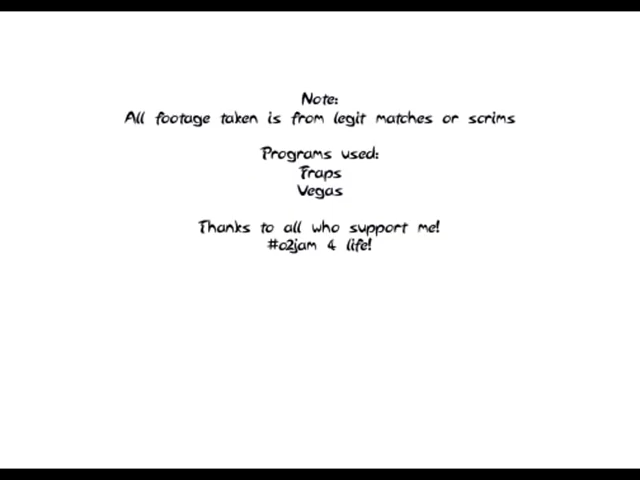 Note:
All footage taken is from legit matches or scrims
Programs used:
Fraps
Vegas
Thanks to all who support me!
#o2jam 4 life!